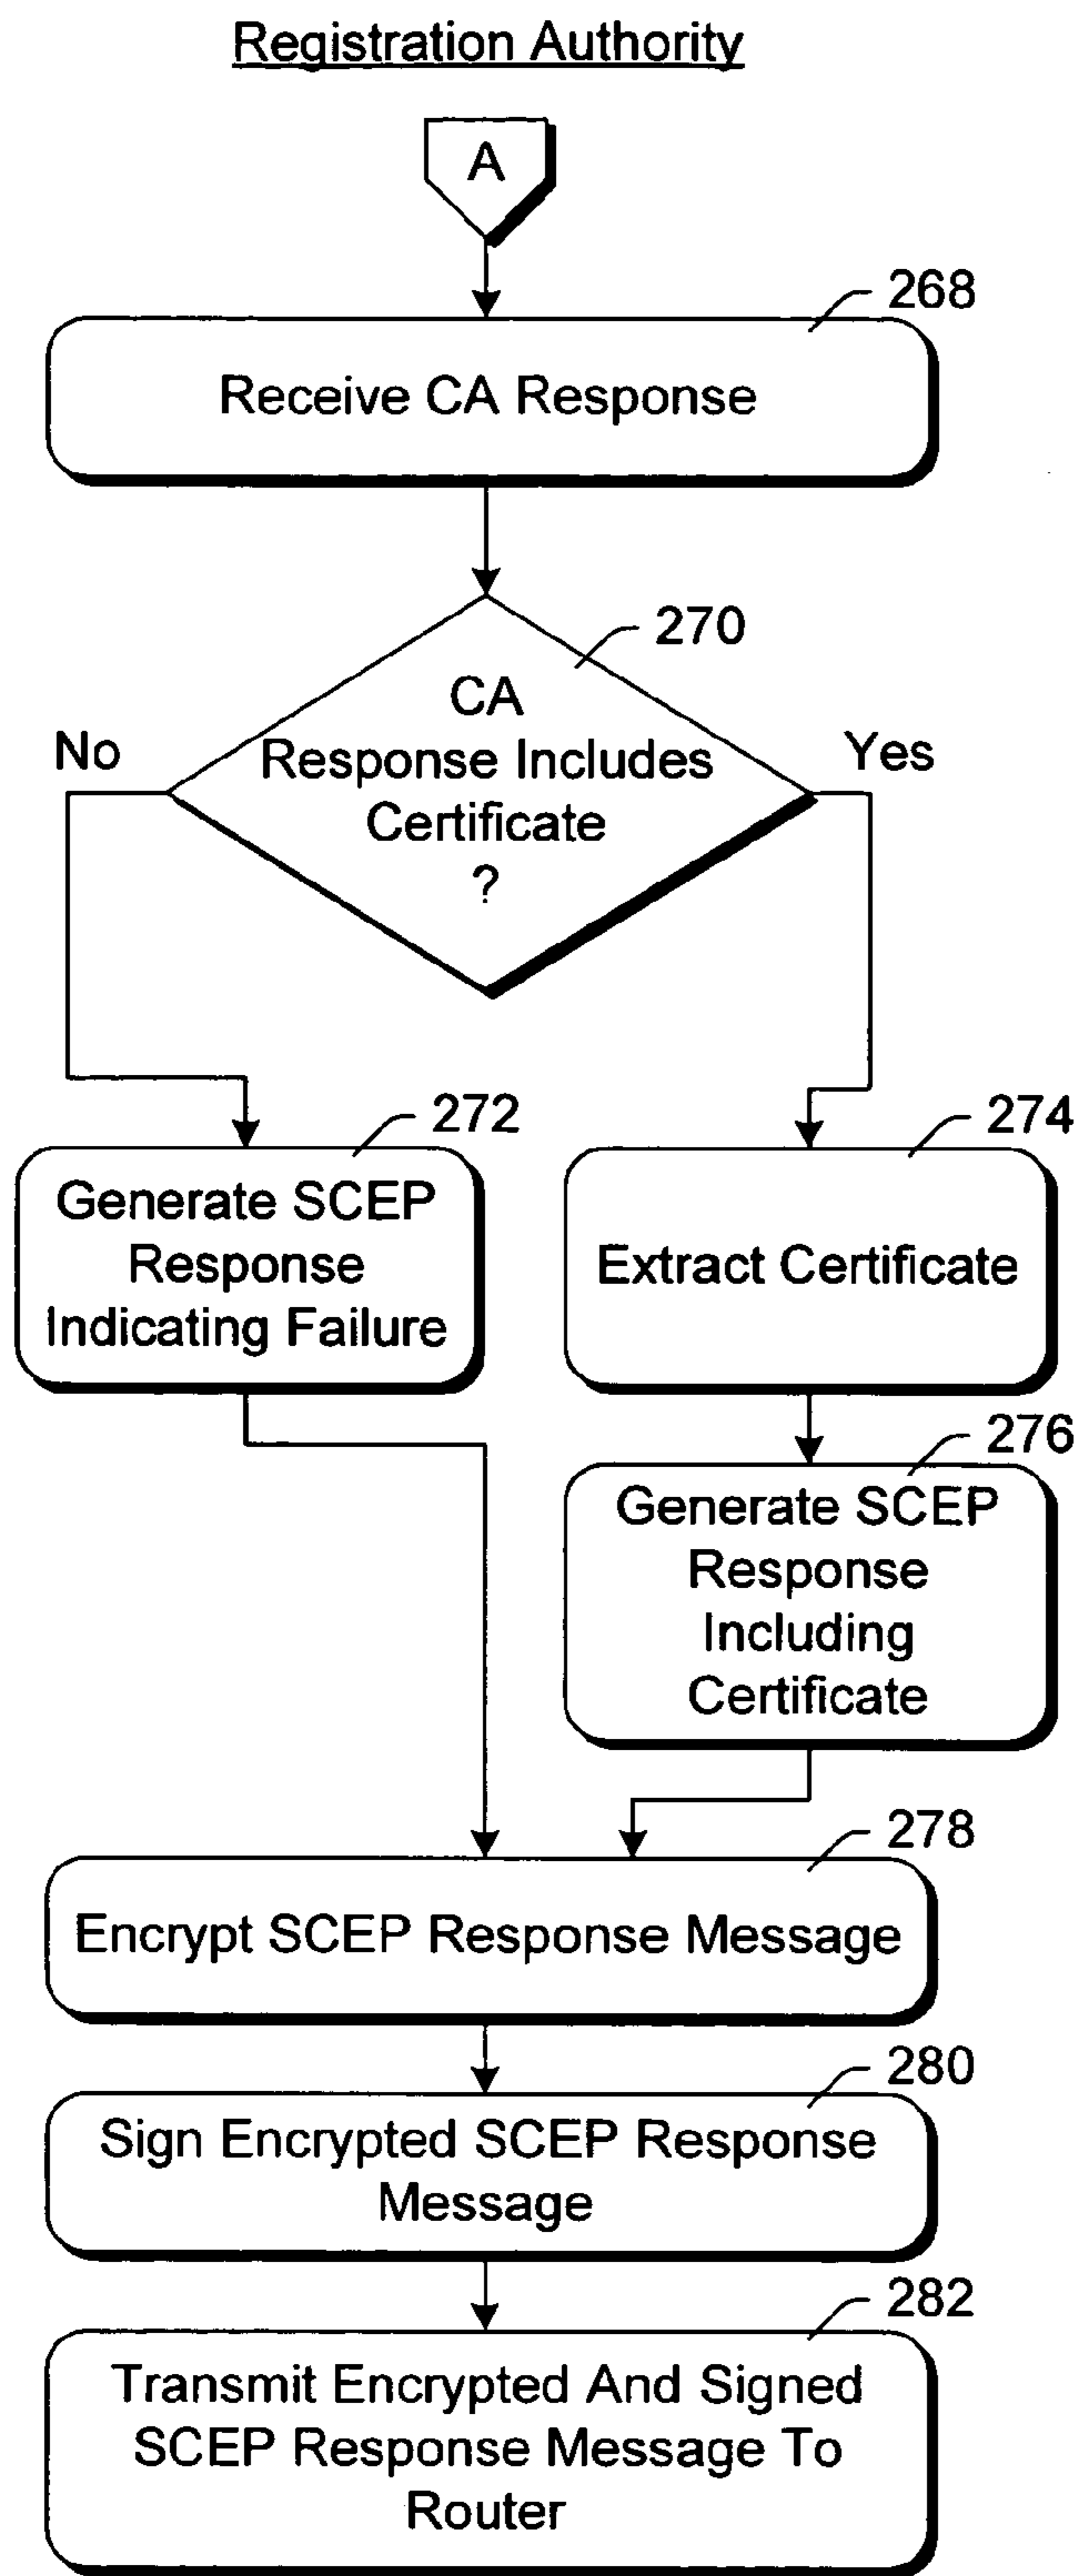 Registration Authority
A
268
Receive CA Response
270
CA
Response Includes
Certificate
?
No
Yes
272
Generate SCEP
Response
Indicating Failure
274
Extract Certificate
276
Generate SCEP
Response
Including
Certificate
278
Encrypt SCEP Response Message
280
Sign Encrypted SCEP Response
Message
282
Transmit Encrypted And Signed
SCEP Response Message To
Router